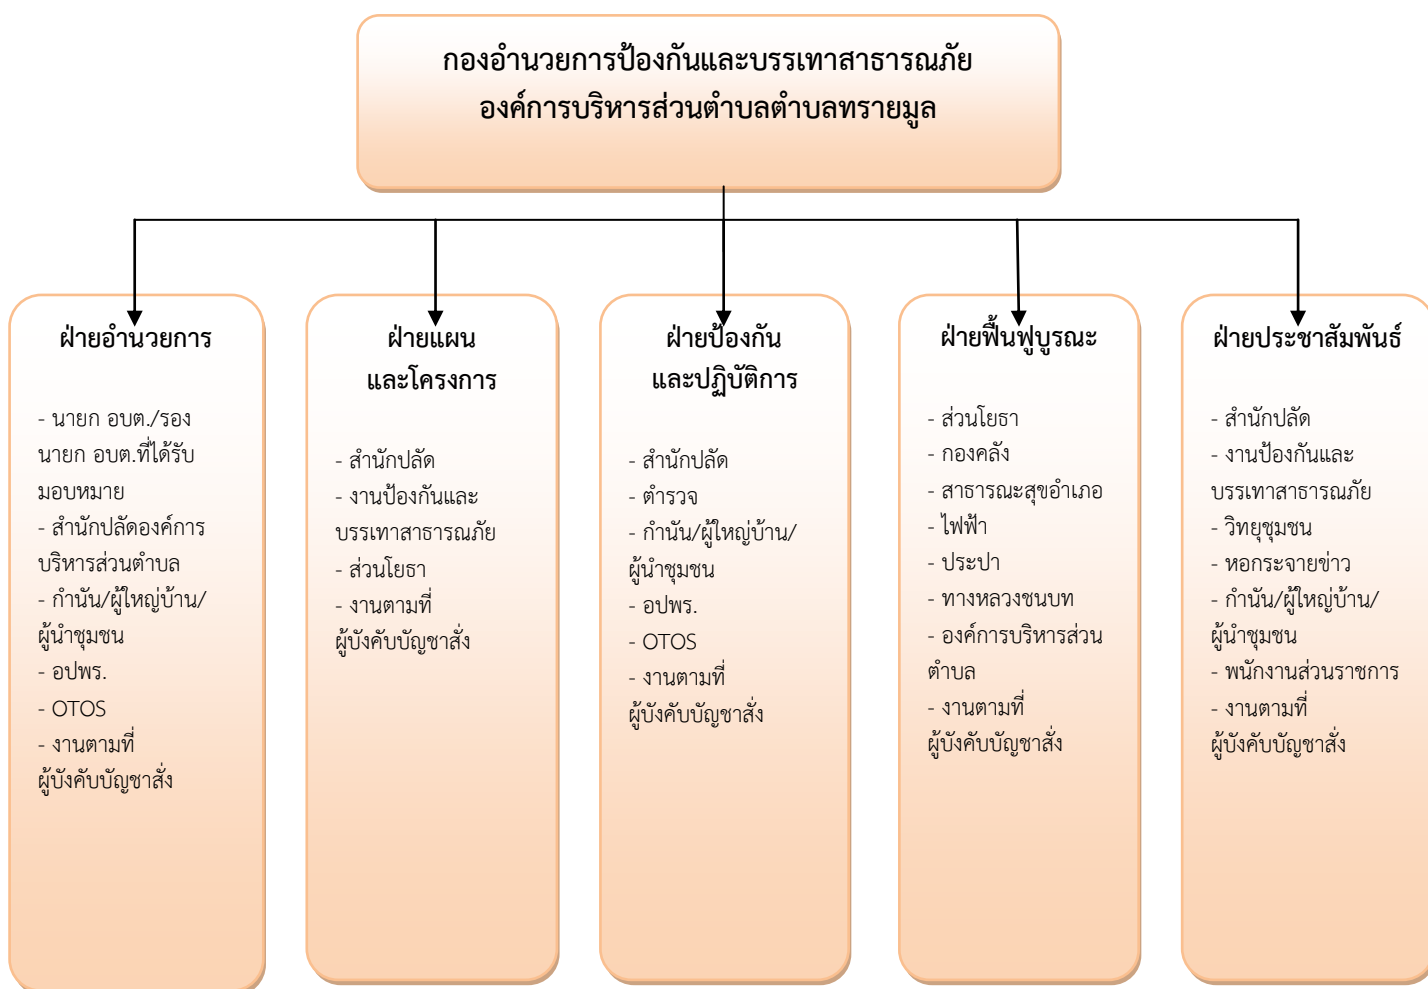 กองอำนวยการป้องกันและบรรเทาสาธารณภัย
องค์การบริหารส่วนตำบลตำบลทรายมูล
ฝ่ายอำนวยการ
- นายก อบต./รอง
นายก อบต.ที่ได้รับ
มอบหมาย
- สำนักปลัดองค์การ
บริหารส่วนตำบล
- กำนัน/ผู้ใหญ่บ้าน/
ผู้นำชุมชน
- อปพร.
- OTOS
- งานตามที่
ผู้บังคับบัญชาสั่ง
ฝ่ายแผน
และโครงการ
- สำนักปลัด
- งานป้องกันและ
บรรเทาสาธารณภัย
- ส่วนโยธา
- งานตามที่
ผู้บังคับบัญชาสั่ง
ฝ่ายป้องกัน
และปฏิบัติการ
- สำนักปลัด
- ตำรวจ
- กำนัน/ผู้ใหญ่บ้าน/
ผู้นำชุมชน
- อปพร.
- OTOS
- งานตามที่
ผู้บังคับบัญชาสั่ง
ฝ่ายฟื้นฟูบูรณะ
- ส่วนโยธา
- กองคลัง
- สาธารณะสุขอำเภอ
- ไฟฟ้า
- ประปา
- ทางหลวงชนบท
- องค์การบริหารส่วน
ตำบล
- งานตามที่
ผู้บังคับบัญชาสั่ง
ฝ่ายประชาสัมพันธ์
- สำนักปลัด
- งานป้องกันและ
บรรเทาสาธารณภัย
- วิทยุชุมชน
- หอกระจายข่าว
- กำนัน/ผู้ใหญ่บ้าน/
ผู้นำชุมชน
- พนักงานส่วนราชการ
- งานตามที่
ผู้บังคับบัญชาสั่ง